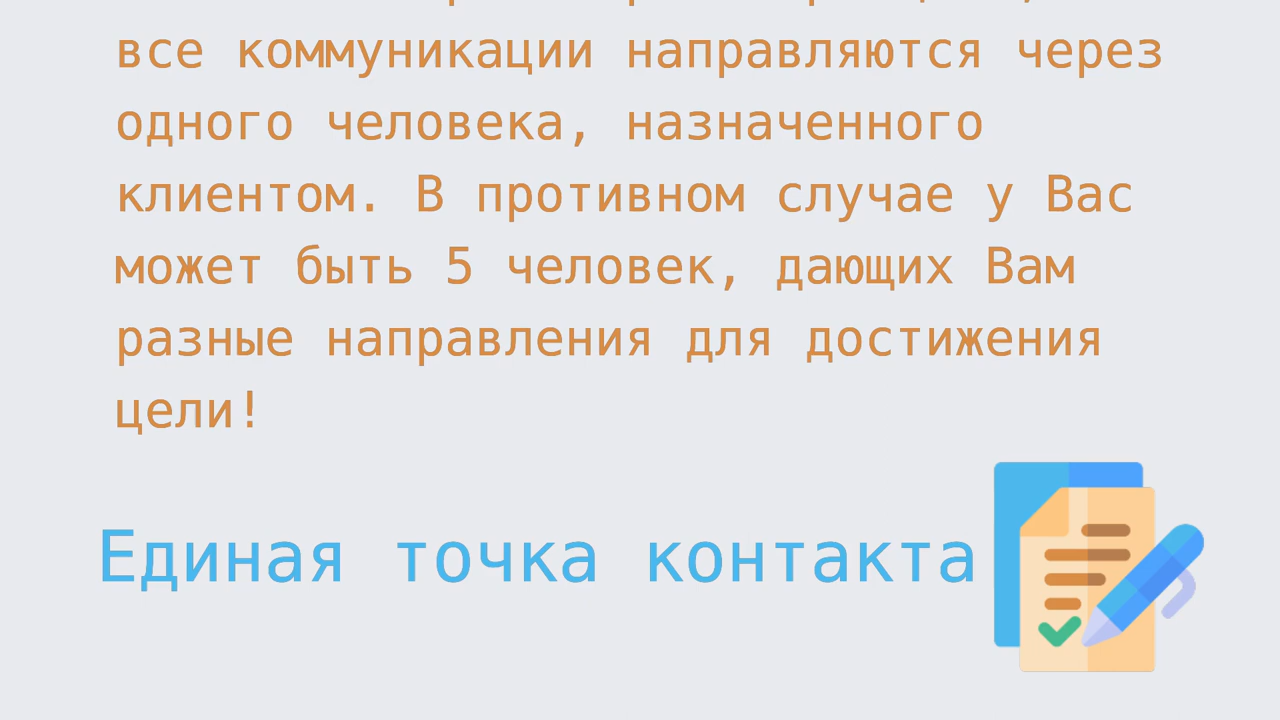 все коммуникации направляются через
одного человека, назначенного
клиентом. В противном случае у Вас
может быть 5 человек, дающих Вам
разные направления для достижения
цели!
Единая точка контакта